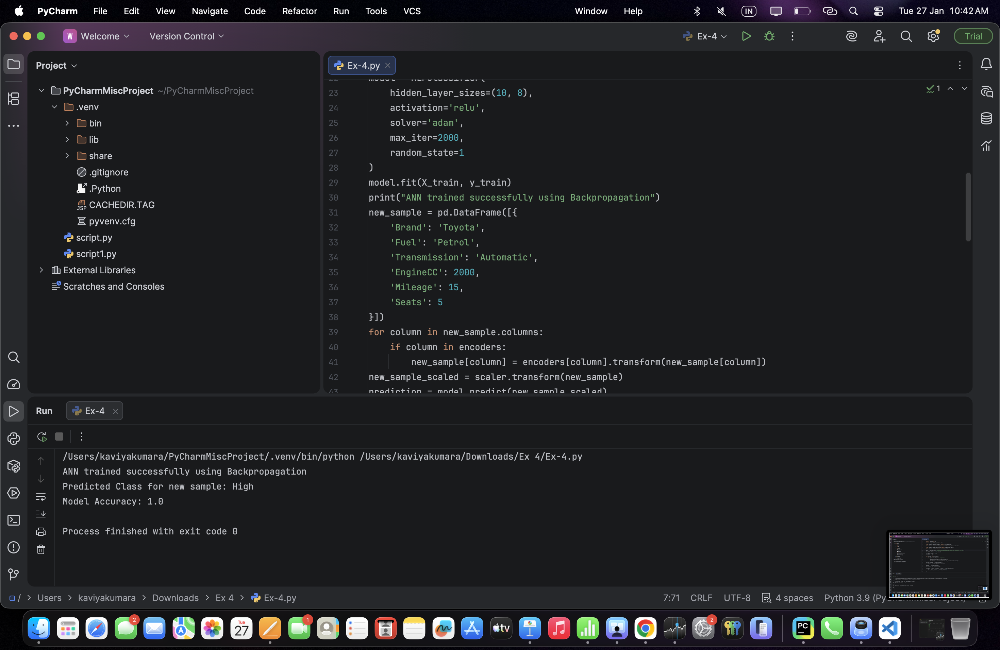 PyCharm File Edit View Navigate Code Refactor Run Tools VCS Window Help IN Tue 27 Jan 10:42 AM
W Welcome Version Control Ex-4 Trial
Project
Ex-4.py
PyCharmMiscProject ~/PyCharmMiscProject
.venv
bin
lib
share
.gitignore
.Python
JSP CACHEDIR.TAG
pyvenv.cfg
script.py
script1.py
External Libraries
Scratches and Consoles
1
23 hidden_layer_sizes=(10, 8),
24 activation='relu',
25 solver='adam',
26 max_iter=2000,
27 random_state=1
28 )
29 model.fit(X_train, y_train)
30 print("ANN trained successfully using Backpropagation")
31 new_sample = pd.DataFrame([{
32 'Brand': 'Toyota',
33 'Fuel': 'Petrol',
34 'Transmission': 'Automatic',
35 'EngineCC': 2000,
36 'Mileage': 15,
37 'Seats': 5
38 }])
39 for column in new_sample.columns:
40 if column in encoders:
41 new_sample[column] = encoders[column].transform(new_sample[column])
42 new_sample_scaled = scaler.transform(new_sample)
43 prediction = model.predict(new_sample_scaled)
Run Ex-4
/Users/kaviyakumara/PyCharmMiscProject/.venv/bin/python /Users/kaviyakumara/Downloads/Ex 4/Ex-4.py
ANN trained successfully using Backpropagation
Predicted Class for new sample: High
Model Accuracy: 1.0
Process finished with exit code 0
/ > Users > kaviyakumara > Downloads > Ex 4 > Ex-4.py 7:71 CRLF UTF-8 4 spaces Python 3.9 (Py
2 Tue 27 1 tv 2 PC